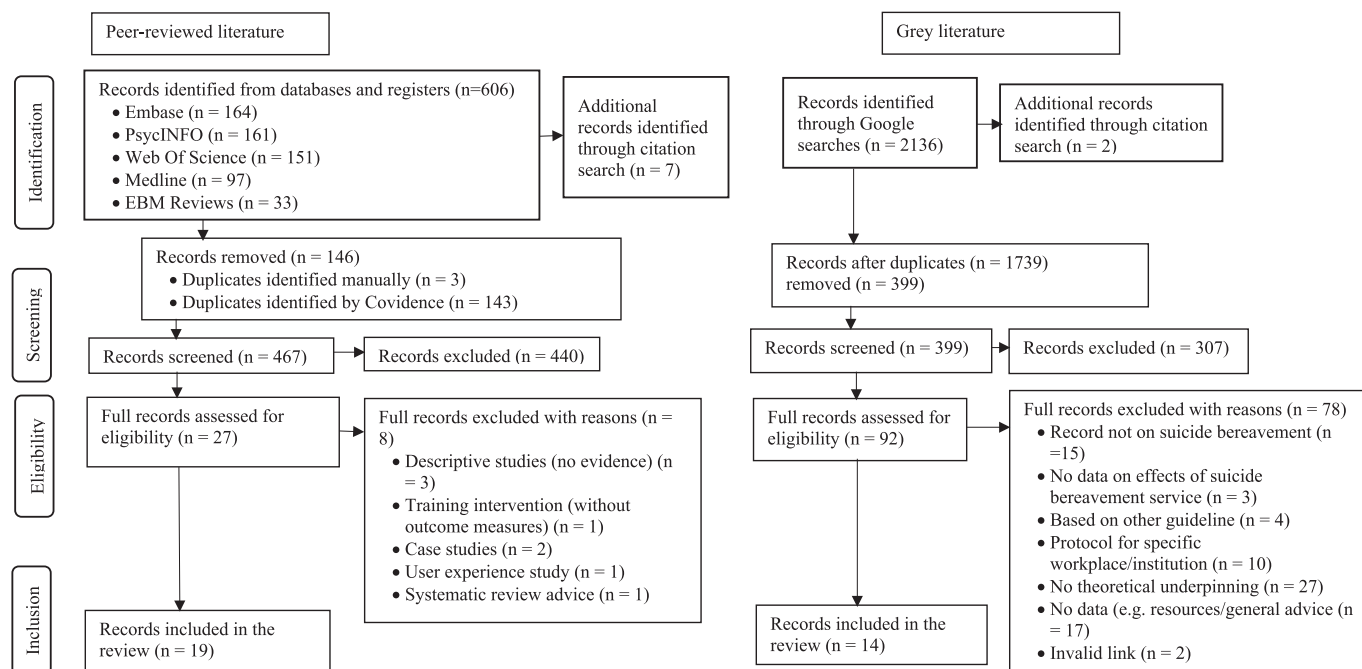 Peer-reviewed literature
Grey literature
Identification
Records identified from databases and registers (n=606)
• Embase (n = 164)
• PsycINFO (n = 161)
• Web Of Science (n = 151)
• Medline (n = 97)
• EBM Reviews (n = 33)
Additional
records identified
through citation
search (n = 7)
Records identified
through Google
searches (n = 2136)
Additional records
identified through citation
search (n = 2)
Screening
Records removed (n = 146)
• Duplicates identified manually (n = 3)
• Duplicates identified by Covidence (n = 143)
Records after duplicates (n = 1739)
removed (n = 399)
Records screened (n = 467)
Records excluded (n = 440)
Records screened (n = 399)
Records excluded (n = 307)
Eligibility
Full records assessed for
eligibility (n = 27)
Full records excluded with reasons (n =
8)
• Descriptive studies (no evidence) (n
= 3)
• Training intervention (without
outcome measures) (n = 1)
• Case studies (n = 2)
• User experience study (n = 1)
• Systematic review advice (n = 1)
Full records assessed for
eligibility (n = 92)
Full records excluded with reasons (n = 78)
• Record not on suicide bereavement (n
=15)
• No data on effects of suicide
bereavement service (n = 3)
• Based on other guideline (n = 4)
• Protocol for specific
workplace/institution (n = 10)
• No theoretical underpinning (n = 27)
• No data (e.g. resources/general advice (n
= 17)
• Invalid link (n = 2)
Inclusion
Records included in the
review (n = 19)
Records included in the
review (n = 14)